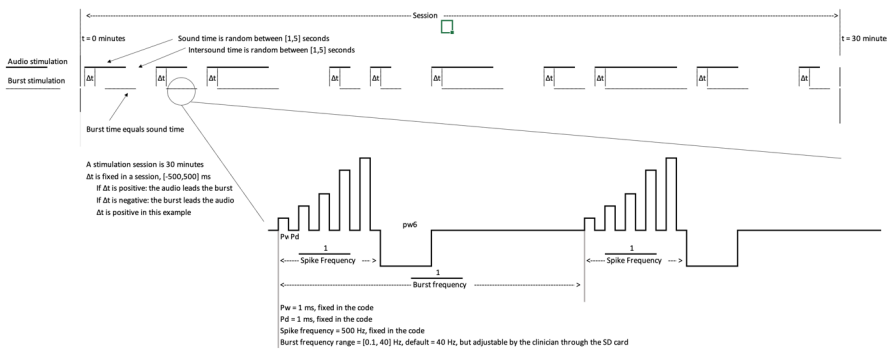 Session
t = 0 minutes
t = 30 minute
Sound time is random between [1,5] seconds
Intersound time is random between [1,5] seconds
Audio stimulation
Δt Δt Δt Δt Δt Δt Δt Δt Δt Δt
Burst stimulation
Burst time equals sound time
A stimulation session is 30 minutes
Δt is fixed in a session, [-500,500] ms
If Δt is positive: the audio leads the burst
If Δt is negative: the burst leads the audio
Δt is positive in this example
pw6
Pw Pd
1
Spike Frequency
1
Spike Frequency
1
Burst frequency
Pw = 1 ms, fixed in the code
Pd = 1 ms, fixed in the code
Spike frequency = 500 Hz, fixed in the code
Burst frequency range = [0.1, 40] Hz, default = 40 Hz, but adjustable by the clinician through the SD card